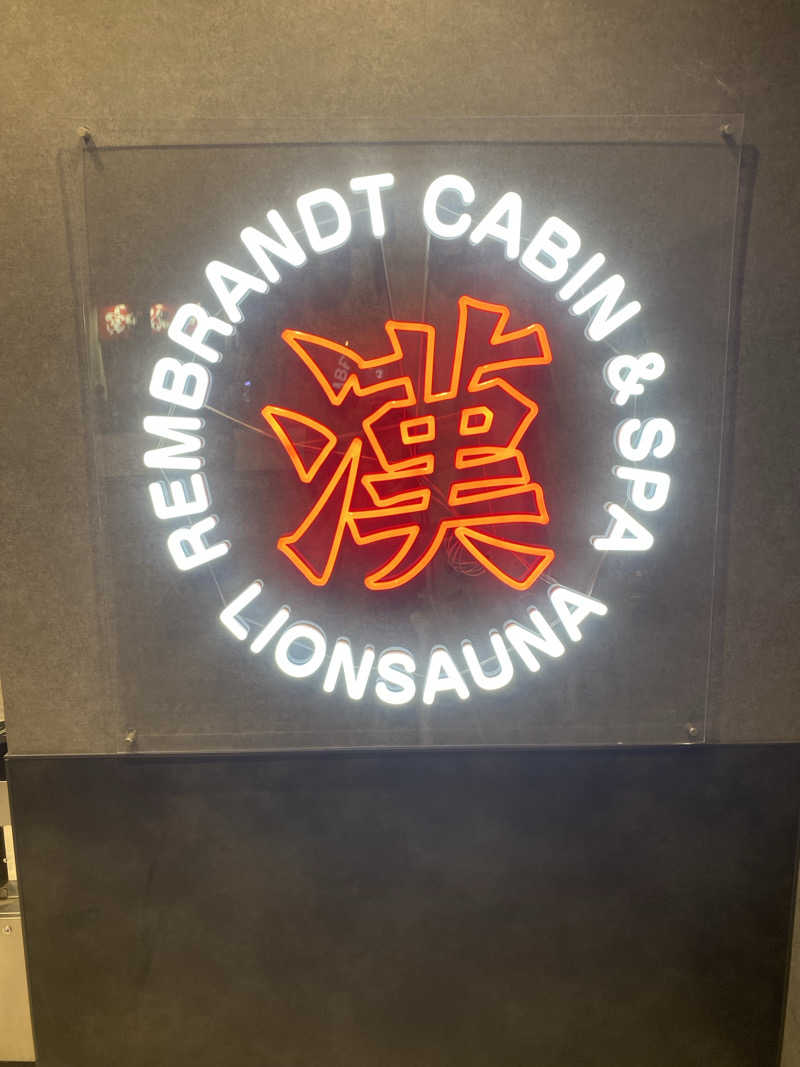 REMBRANDT CABIN & SPA
漢
LIONSAUNA